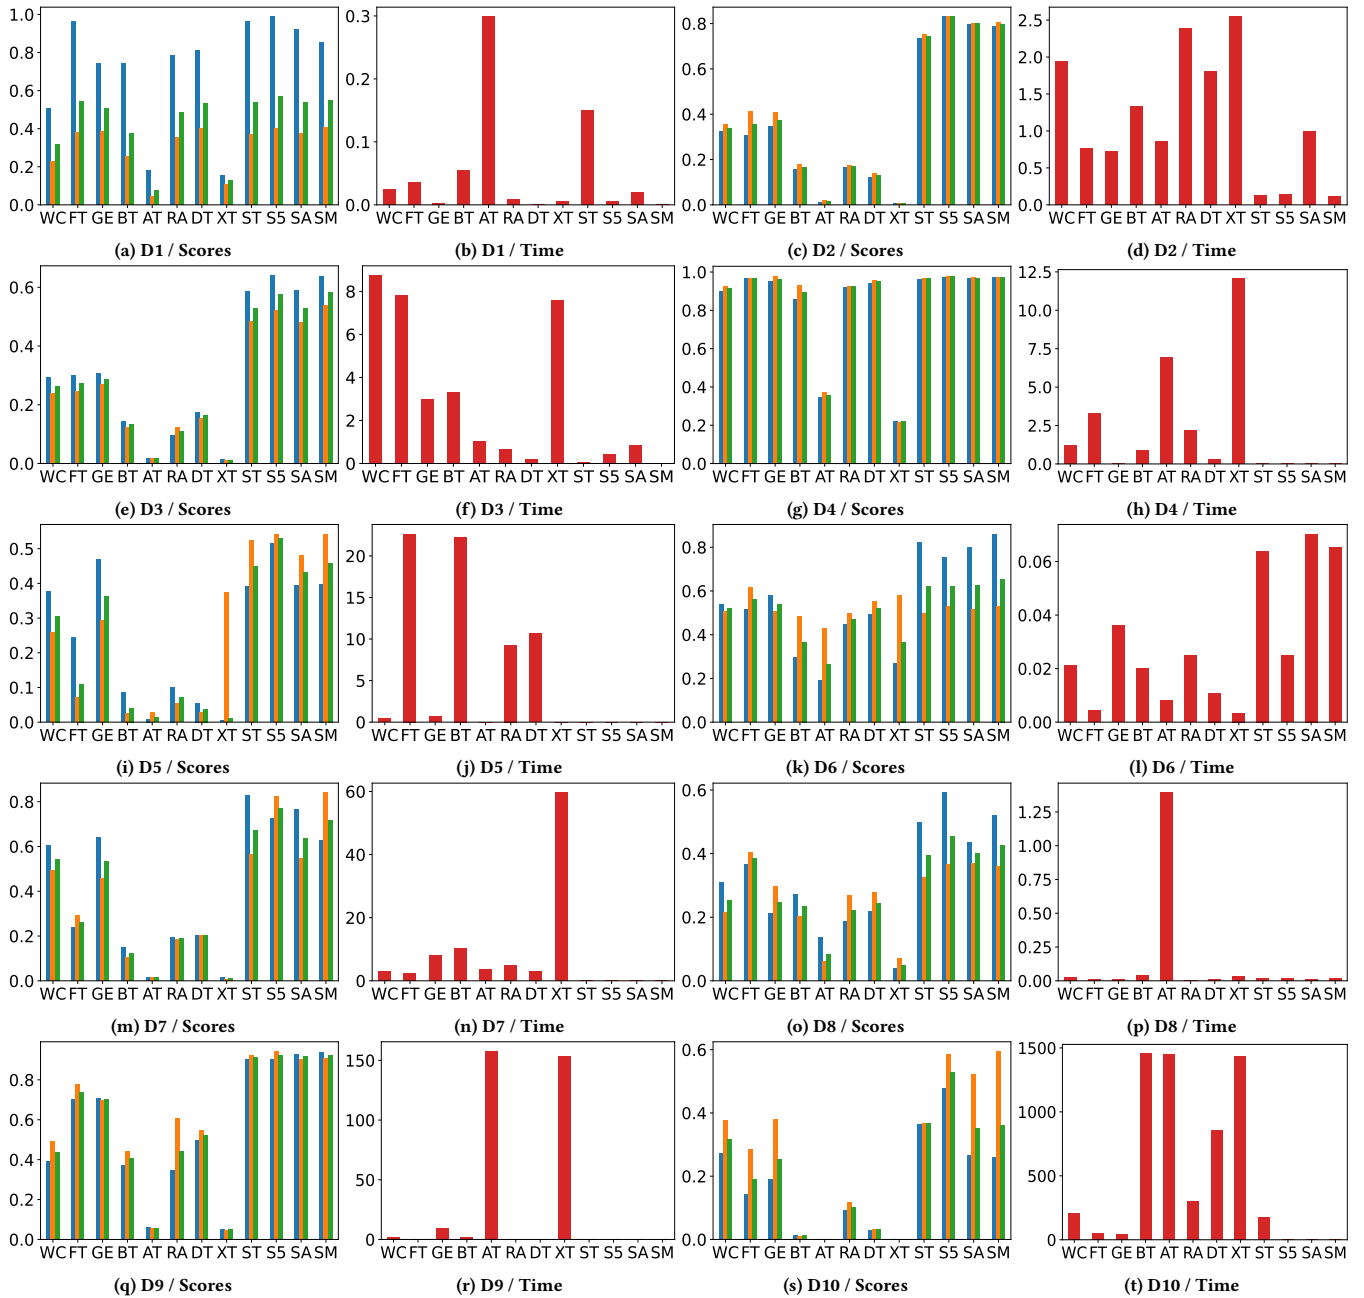 1.0
0.8
0.6
0.4
0.2
0.0
WC FT GE BT AT RA DT XT ST S5 SA SM
(a) D1 / Scores
0.3
0.3
0.2
0.1
0.1
0.0
WC FT GE BT AT RA DT XT ST S5 SA SM
(b) D1 / Time
0.8
0.6
0.4
0.2
0.0
WC FT GE BT AT RA DT XT ST S5 SA SM
(c) D2 / Scores
2.5
2.0
1.5
1.0
0.5
0.0
WC FT GE BT AT RA DT XT ST S5 SA SM
(d) D2 / Time
0.6
0.4
0.2
0.0
WC FT GE BT AT RA DT XT ST S5 SA SM
(e) D3 / Scores
8
6
4
2
0
WC FT GE BT AT RA DT XT ST S5 SA SM
(f) D3 / Time
1.0
0.8
0.6
0.4
0.2
0.0
WC FT GE BT AT RA DT XT ST S5 SA SM
(g) D4 / Scores
12.5
10.0
7.5
5.0
2.5
0.0
WC FT GE BT AT RA DT XT ST S5 SA SM
(h) D4 / Time
0.5
0.4
0.3
0.2
0.1
0.0
WC FT GE BT AT RA DT XT ST S5 SA SM
(i) D5 / Scores
20
15
10
5
0
WC FT GE BT AT RA DT XT ST S5 SA SM
(j) D5 / Time
0.8
0.6
0.4
0.2
0.0
WC FT GE BT AT RA DT XT ST S5 SA SM
(k) D6 / Scores
0.06
0.04
0.02
0.00
WC FT GE BT AT RA DT XT ST S5 SA SM
(l) D6 / Time
0.8
0.6
0.4
0.2
0.0
WC FT GE BT AT RA DT XT ST S5 SA SM
(m) D7 / Scores
60
40
20
0
WC FT GE BT AT RA DT XT ST S5 SA SM
(n) D7 / Time
0.6
0.4
0.2
0.0
WC FT GE BT AT RA DT XT ST S5 SA SM
(o) D8 / Scores
1.25
1.00
0.75
0.50
0.25
0.00
WC FT GE BT AT RA DT XT ST S5 SA SM
(p) D8 / Time
0.8
0.6
0.4
0.2
0.0
WC FT GE BT AT RA DT XT ST S5 SA SM
(q) D9 / Scores
150
100
50
0
WC FT GE BT AT RA DT XT ST S5 SA SM
(r) D9 / Time
0.6
0.4
0.2
0.0
WC FT GE BT AT RA DT XT ST S5 SA SM
(s) D10 / Scores
1500
1000
500
0
WC FT GE BT AT RA DT XT ST S5 SA SM
(t) D10 / Time